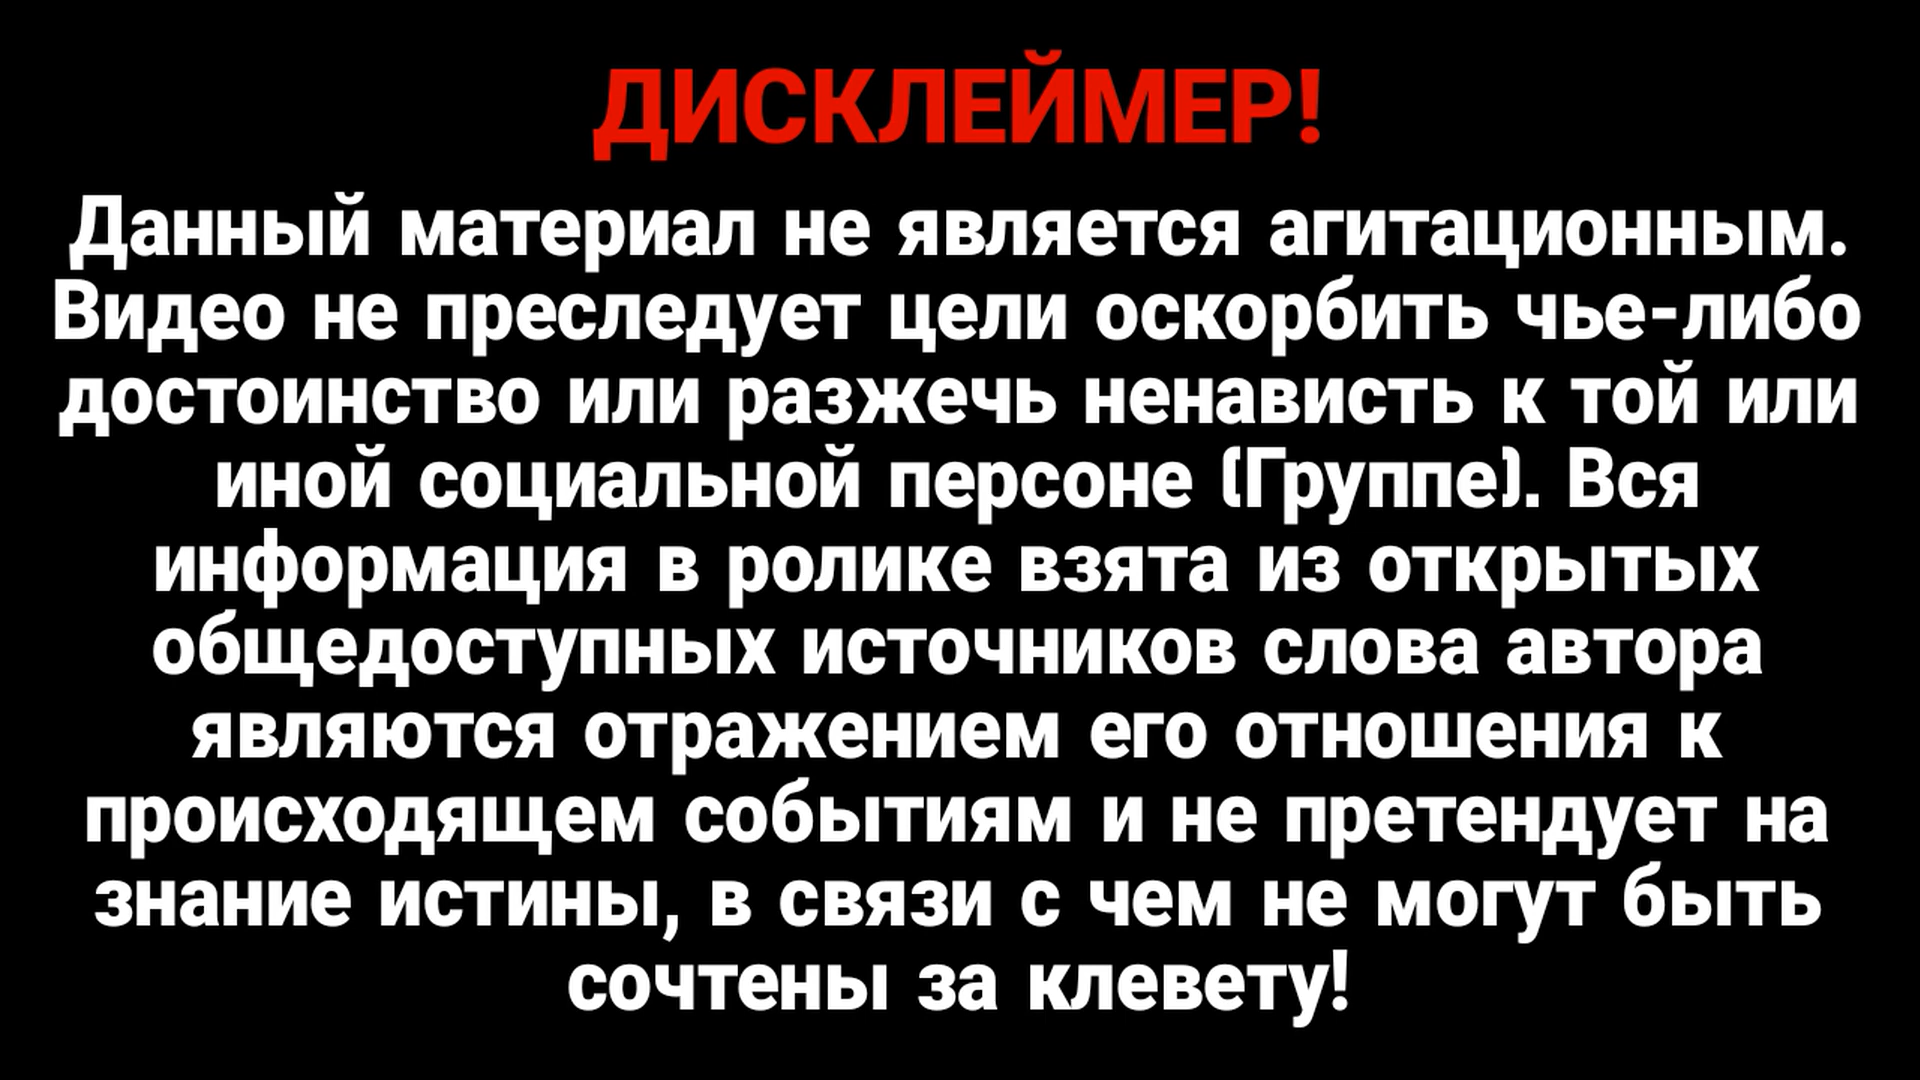 ДИСКЛЕЙМЕР!
Данный материал не является агитационным.
Видео не преследует цели оскорбить чье-либо
достоинство или разжечь ненависть к той или
иной социальной персоне (Группе). Вся
информация в ролике взята из открытых
общедоступных источников слова автора
являются отражением его отношения к
происходящем событиям и не претендует на
знание истины, в связи с чем не могут быть
сочтены за клевету!